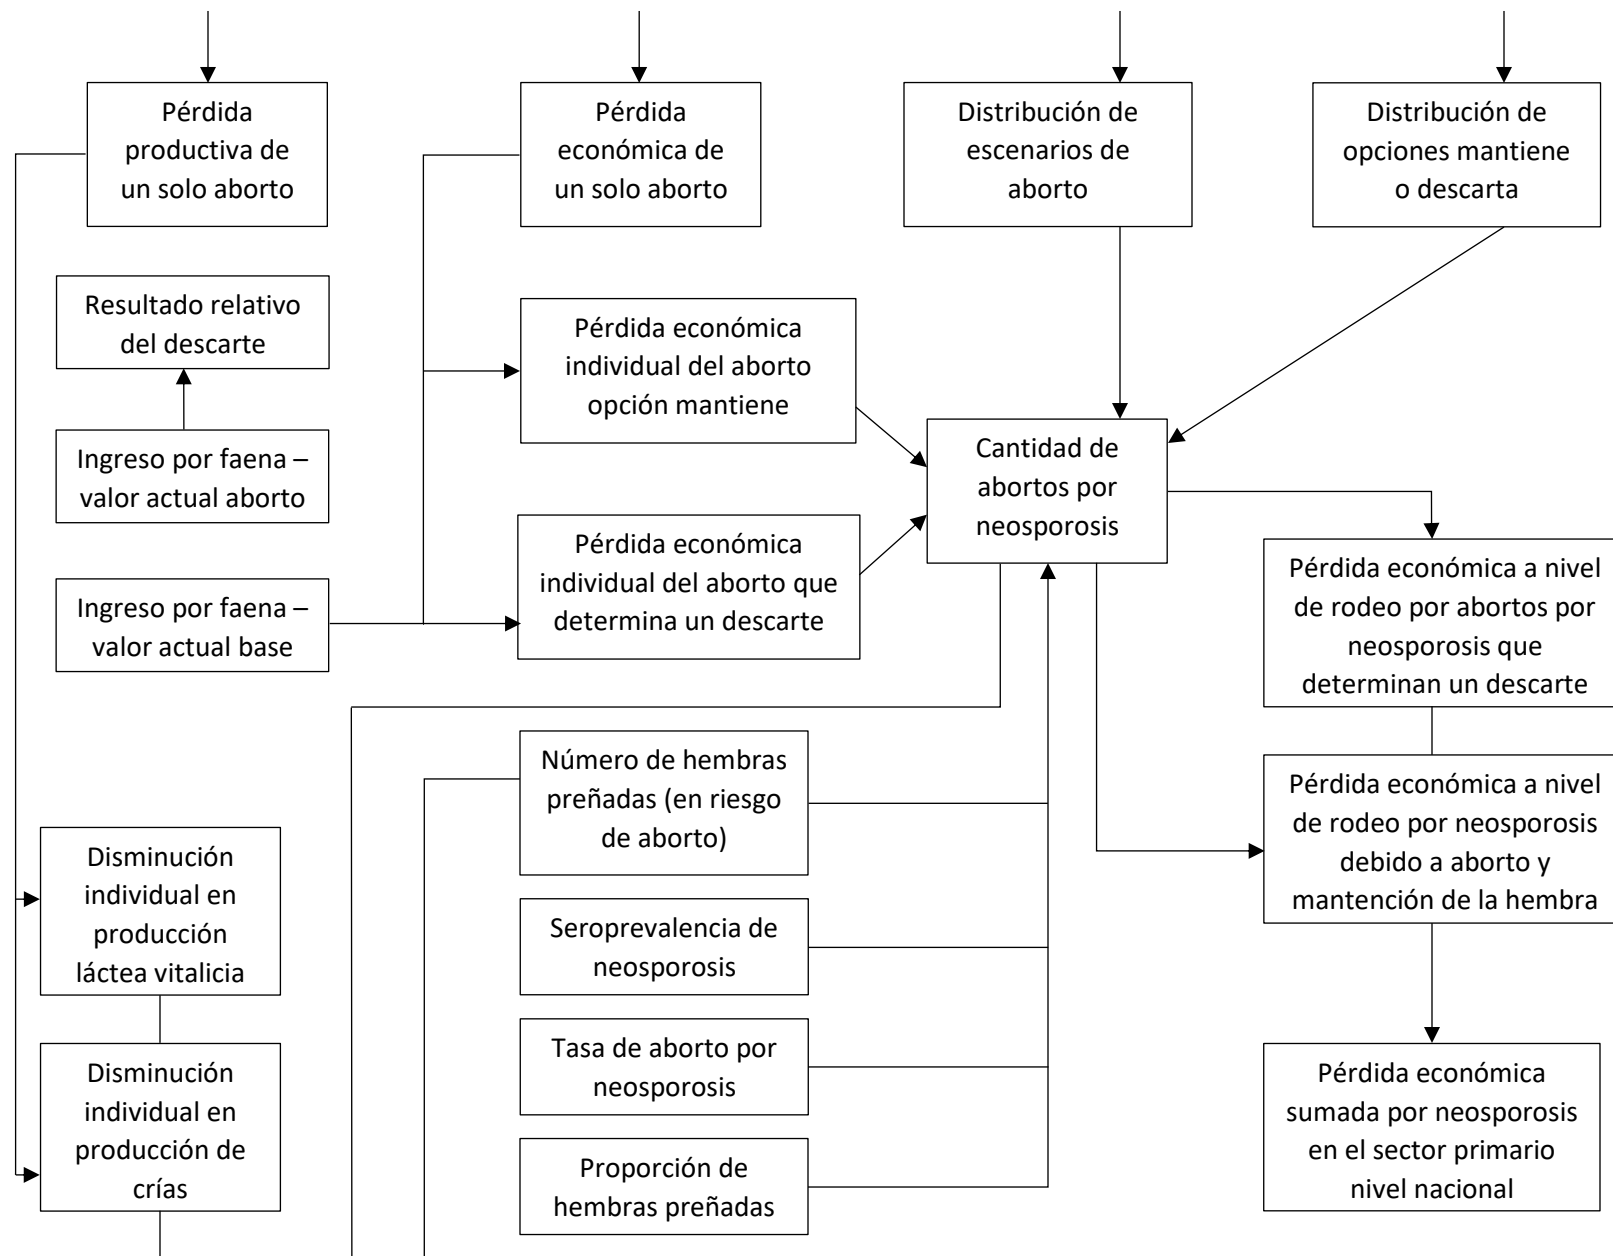 Pérdida
productiva de
un solo aborto
Pérdida
económica de
un solo aborto
Distribución de
escenarios de
aborto
Distribución de
opciones mantiene
o descarta
Resultado relativo
del descarte
Pérdida económica
individual del aborto
opción mantiene
Ingreso por faena –
valor actual aborto
Cantidad de
abortos por
neosporosis
Pérdida económica
individual del aborto que
determina un descarte
Ingreso por faena –
valor actual base
Pérdida económica a nivel
de rodeo por abortos por
neosporosis que
determinan un descarte
Número de hembras
preñadas (en riesgo
de aborto)
Pérdida económica a nivel
de rodeo por neosporosis
debido a aborto y
mantención de la hembra
Disminución
individual en
producción
láctea vitalicia
Seroprevalencia de
neosporosis
Tasa de aborto por
neosporosis
Disminución
individual en
producción de
crías
Pérdida económica
sumada por neosporosis
en el sector primario
nivel nacional
Proporción de
hembras preñadas